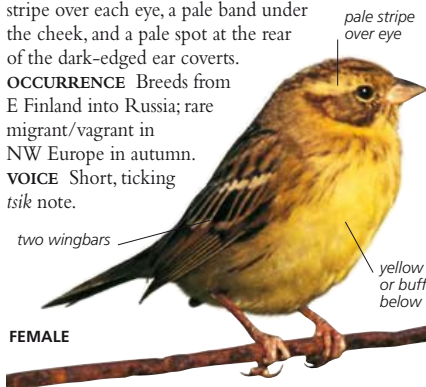 stripe over each eye, a pale band under
the cheek, and a pale spot at the rear
of the dark-edged ear coverts.
OCCURRENCE Breeds from
E Finland into Russia; rare
migrant/vagrant in
NW Europe in autumn.
VOICE Short, ticking
tsik note.
pale stripe
over eye
two wingbars
yellow
or buff
below
FEMALE